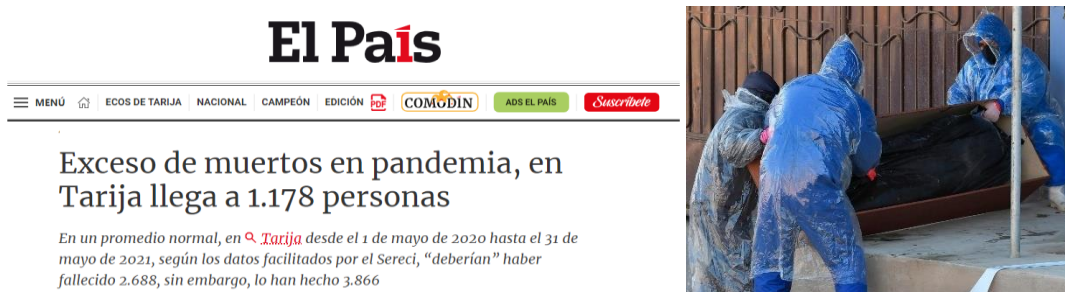 El País
MENÚ ECOS DE TARIJA NACIONAL CAMPEÓN EDICIÓN PDF COMODÍN ADS EL PAÍS Suscríbete
Exceso de muertos en pandemia, en
Tarija llega a 1.178 personas
En un promedio normal, en Tarija desde el 1 de mayo de 2020 hasta el 31 de
mayo de 2021, según los datos facilitados por el Sereci, “deberían” haber
fallecido 2.688, sin embargo, lo han hecho 3.866